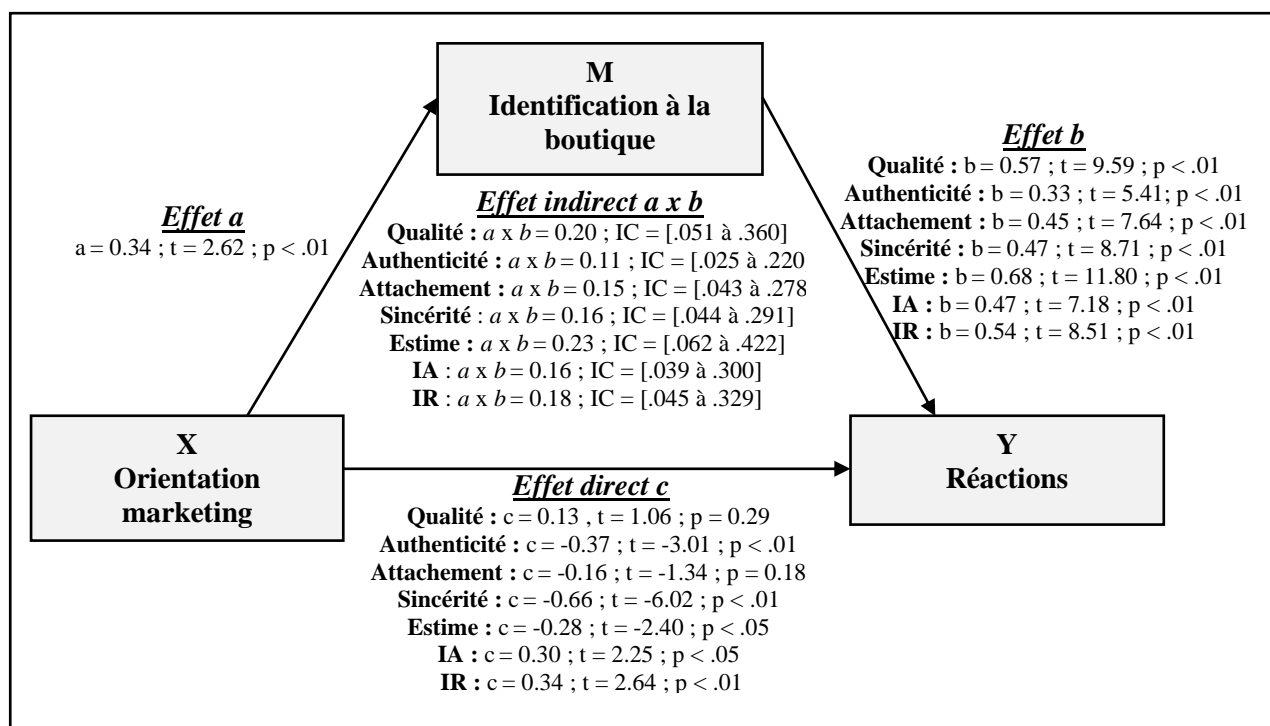 M
Identification à la
boutique
Effet a
a = 0.34 ; t = 2.62 ; p < .01
Effet indirect a x b
Qualité : a x b = 0.20 ; IC = [.051 à .360]
Authenticité : a x b = 0.11 ; IC = [.025 à .220
Attachement : a x b = 0.15 ; IC = [.043 à .278
Sincérité : a x b = 0.16 ; IC = [.044 à .291]
Estime : a x b = 0.23 ; IC = [.062 à .422]
IA : a x b = 0.16 ; IC = [.039 à .300]
IR : a x b = 0.18 ; IC = [.045 à .329]
Effet b
Qualité : b = 0.57 ; t = 9.59 ; p < .01
Authenticité : b = 0.33 ; t = 5.41; p < .01
Attachement : b = 0.45 ; t = 7.64 ; p < .01
Sincérité : b = 0.47 ; t = 8.71 ; p < .01
Estime : b = 0.68 ; t = 11.80 ; p < .01
IA : b = 0.47 ; t = 7.18 ; p < .01
IR : b = 0.54 ; t = 8.51 ; p < .01
X
Orientation
marketing
Y
Réactions
Effet direct c
Qualité : c = 0.13 , t = 1.06 ; p = 0.29
Authenticité : c = -0.37 ; t = -3.01 ; p < .01
Attachement : c = -0.16 ; t = -1.34 ; p = 0.18
Sincérité : c = -0.66 ; t = -6.02 ; p < .01
Estime : c = -0.28 ; t = -2.40 ; p < .05
IA : c = 0.30 ; t = 2.25 ; p < .05
IR : c = 0.34 ; t = 2.64 ; p < .01